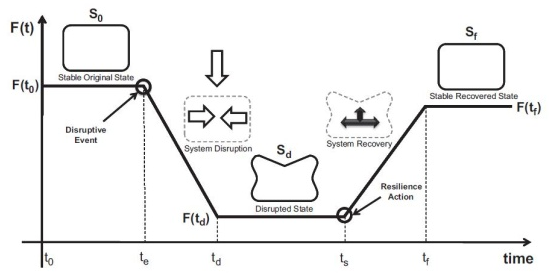 F(t)
S0
Stable Original State
F(t0)
Disruptive
Event
System Disruption
Sd
Disrupted State
F(td)
System Recovery
Resilience
Action
Sf
Stable Recovered State
F(tf)
t0
te
td
ts
tf
time